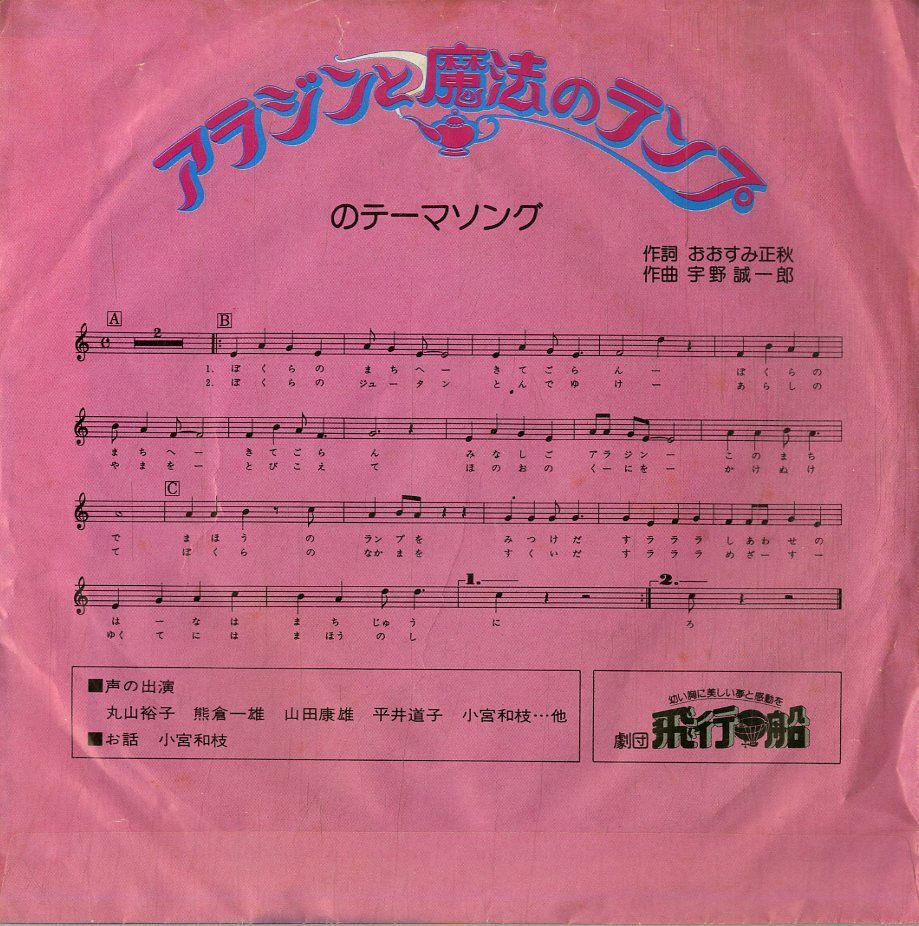 アラジンと魔法のランプ
のテーマソング
作詞 おおすみ正秋
作曲 宇野誠一郎
A 2 B
1. ぼくらの まちへー きてごらんー ぼくらの
2. ぼくらの ジュータン とんでゆけー あらしの
まちへー きてごらん みなしご アラジンー このまち
やまをー とびこえて ほのおの くーにをー かけぬけ
C
で まほうの ランプを みつけだ すラララ しあわせの
て ぼくらの なかまを すくいだ すラララ めざーすー
1. 2.
はーなは まちじゅうに ろ
ゆくてには まほうのし
■声の出演
丸山裕子 熊倉一雄 山田康雄 平井道子 小宮和枝…他
■お話 小宮和枝
幼い胸に美しい夢と感動を
劇団 飛行船